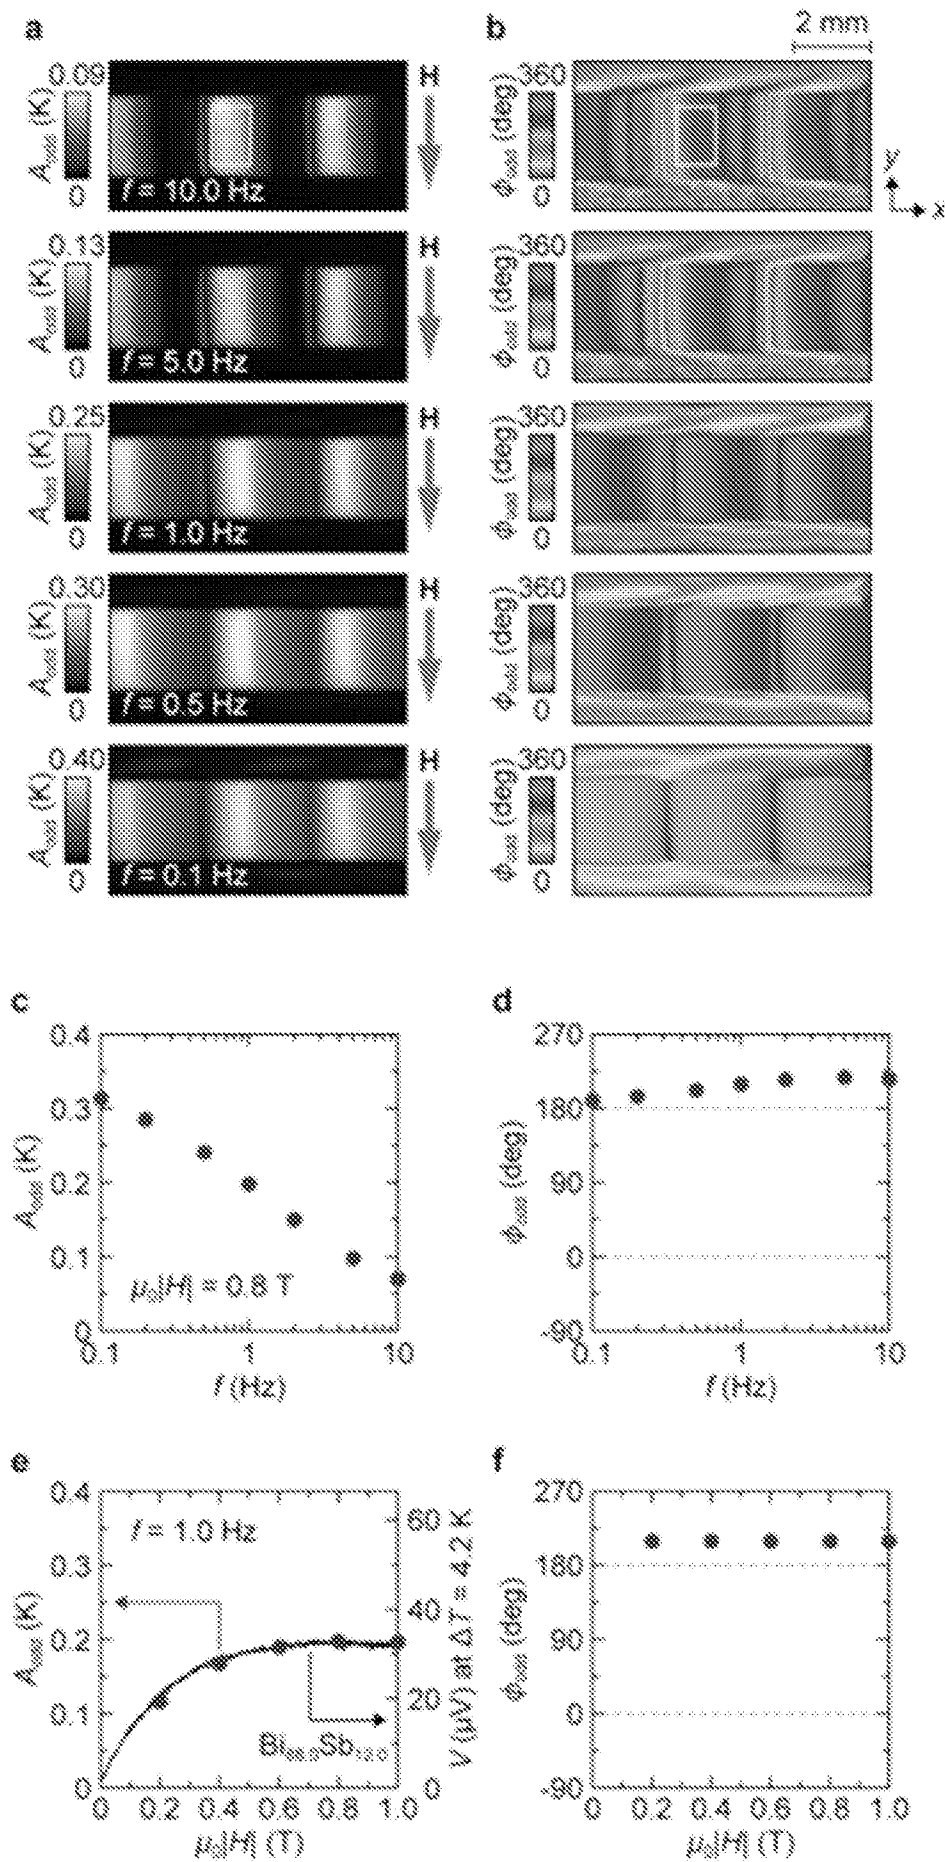 a
0.09
A_odd (K)
0
f = 10.0 Hz
H
0.13
A_odd (K)
0
f = 5.0 Hz
H
0.25
A_odd (K)
0
f = 1.0 Hz
H
0.30
A_odd (K)
0
f = 0.5 Hz
H
0.40
A_odd (K)
0
f = 0.1 Hz
H
b
2 mm
360
ϕ_odd (deg)
0
y
x
360
ϕ_odd (deg)
0
360
ϕ_odd (deg)
0
360
ϕ_odd (deg)
0
360
ϕ_odd (deg)
0
c
0.4
0.3
0.2
0.1
0
A_odd (K)
μ₀|H| = 0.8 T
0.1 1 10
f (Hz)
d
270
180
90
0
-90
ϕ_odd (deg)
0.1 1 10
f (Hz)
e
0.4
0.3
0.2
0.1
0
A_odd (K)
f = 1.0 Hz
60
40
20
0
V (μV) at ΔT = 4.2 K
Bi₈₈.₀Sb₁₂.₀
0 0.2 0.4 0.6 0.8 1.0
μ₀|H| (T)
f
270
180
90
0
-90
ϕ_odd (deg)
0 0.2 0.4 0.6 0.8 1.0
μ₀|H| (T)